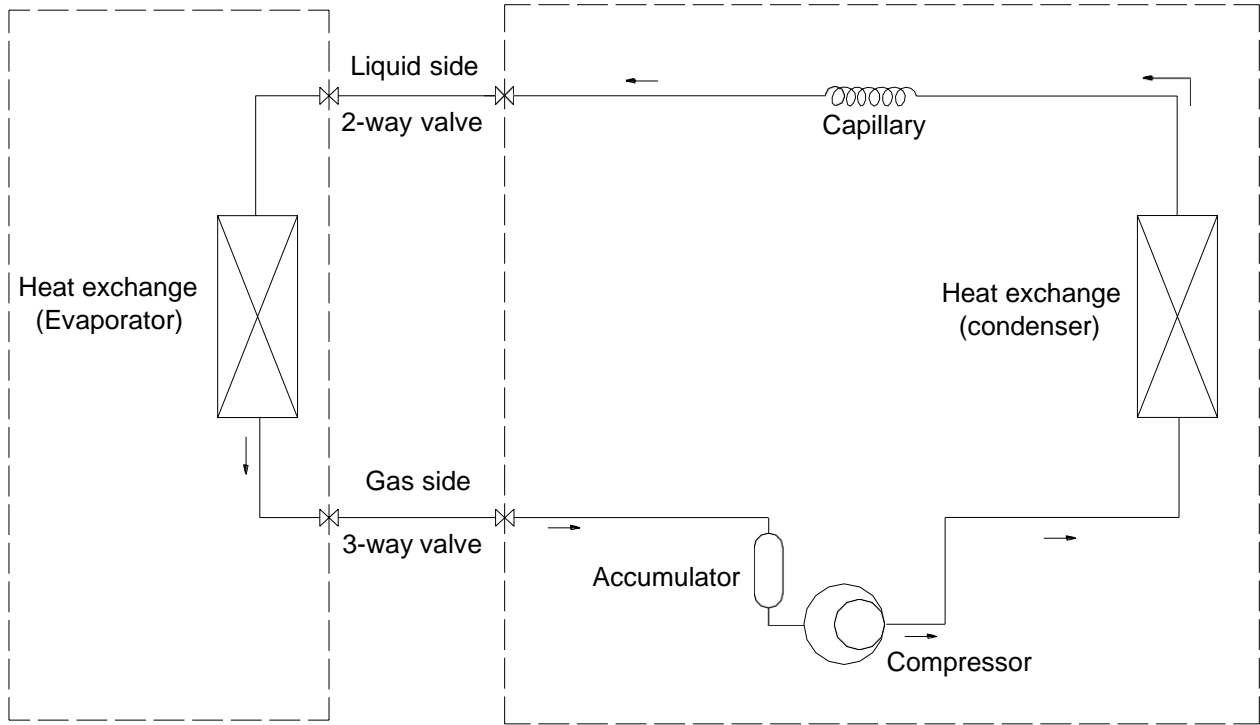 Liquid side
2-way valve
Capillary
Heat exchange
(Evaporator)
Heat exchange
(condenser)
Gas side
3-way valve
Accumulator
Compressor